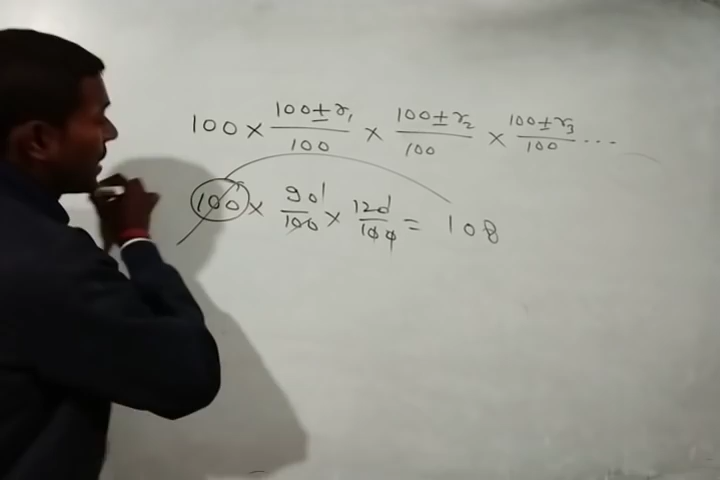 100 × (100±r₁)/100 × (100±r₂)/100 × (100±r₃)/100 ...
100 × 90/100 × 120/100 = 108